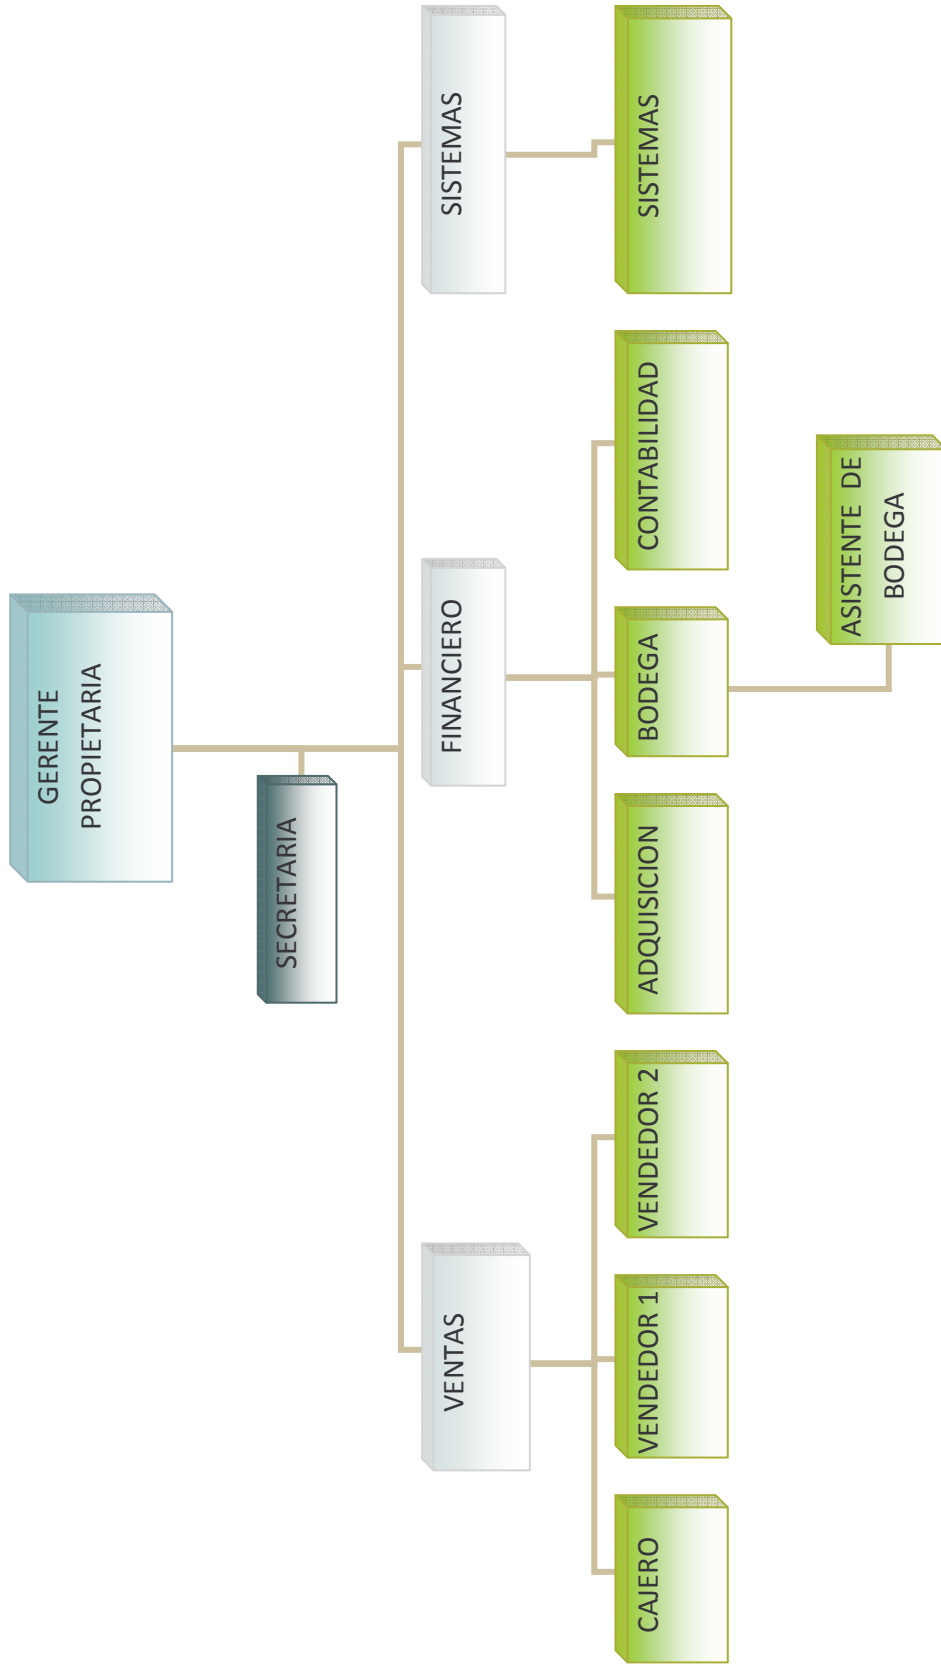 GERENTE
PROPIETARIA
SECRETARIA
VENTAS
FINANCIERO
SISTEMAS
CAJERO
VENDEDOR 1
VENDEDOR 2
ADQUISICION
BODEGA
CONTABILIDAD
SISTEMAS
ASISTENTE DE
BODEGA